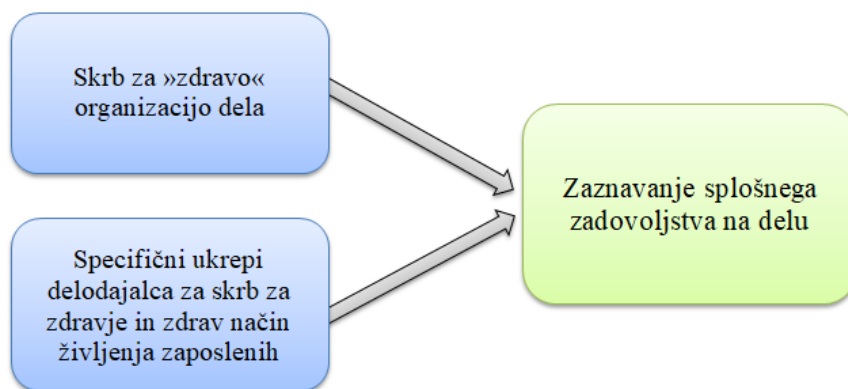 Skrb za »zdravo«
organizacijo dela
Zaznavanje splošnega
zadovoljstva na delu
Specifični ukrepi
delodajalca za skrb za
zdravje in zdrav način
življenja zaposlenih